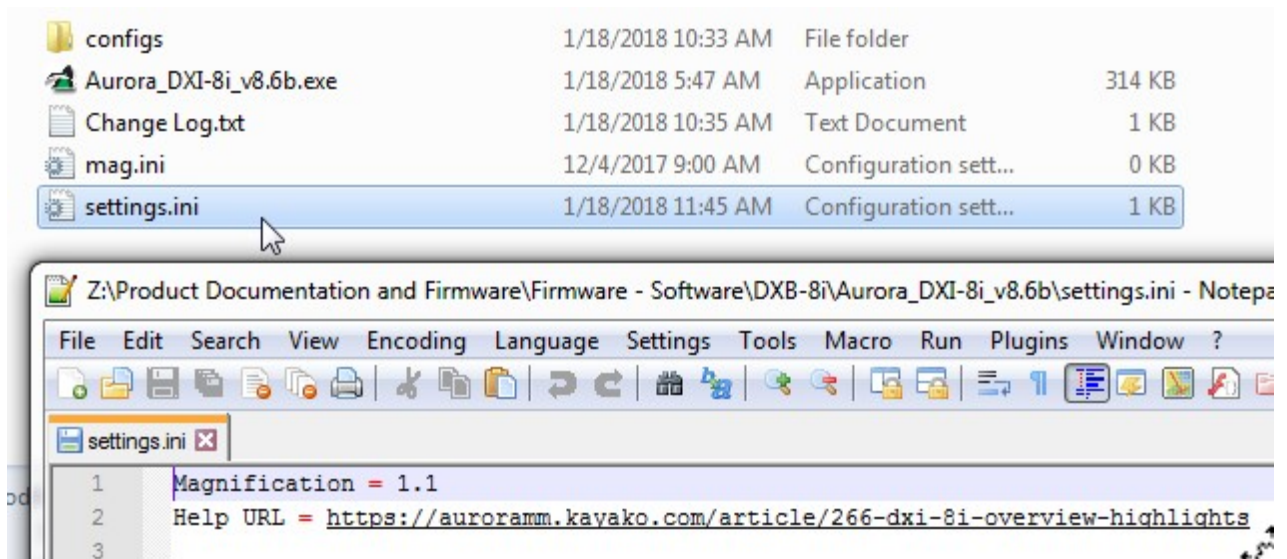 configs 1/18/2018 10:33 AM File folder
Aurora_DXI-8i_v8.6b.exe 1/18/2018 5:47 AM Application 314 KB
Change Log.txt 1/18/2018 10:35 AM Text Document 1 KB
mag.ini 12/4/2017 9:00 AM Configuration sett... 0 KB
settings.ini 1/18/2018 11:45 AM Configuration sett... 1 KB
Z:\Product Documentation and Firmware\Firmware - Software\DXB-8i\Aurora_DXI-8i_v8.6b\settings.ini - Notepa
File Edit Search View Encoding Language Settings Tools Macro Run Plugins Window ?
settings.ini
1 Magnification = 1.1
2 Help URL = https://auroramm.kayako.com/article/266-dxi-8i-overview-highlights
3